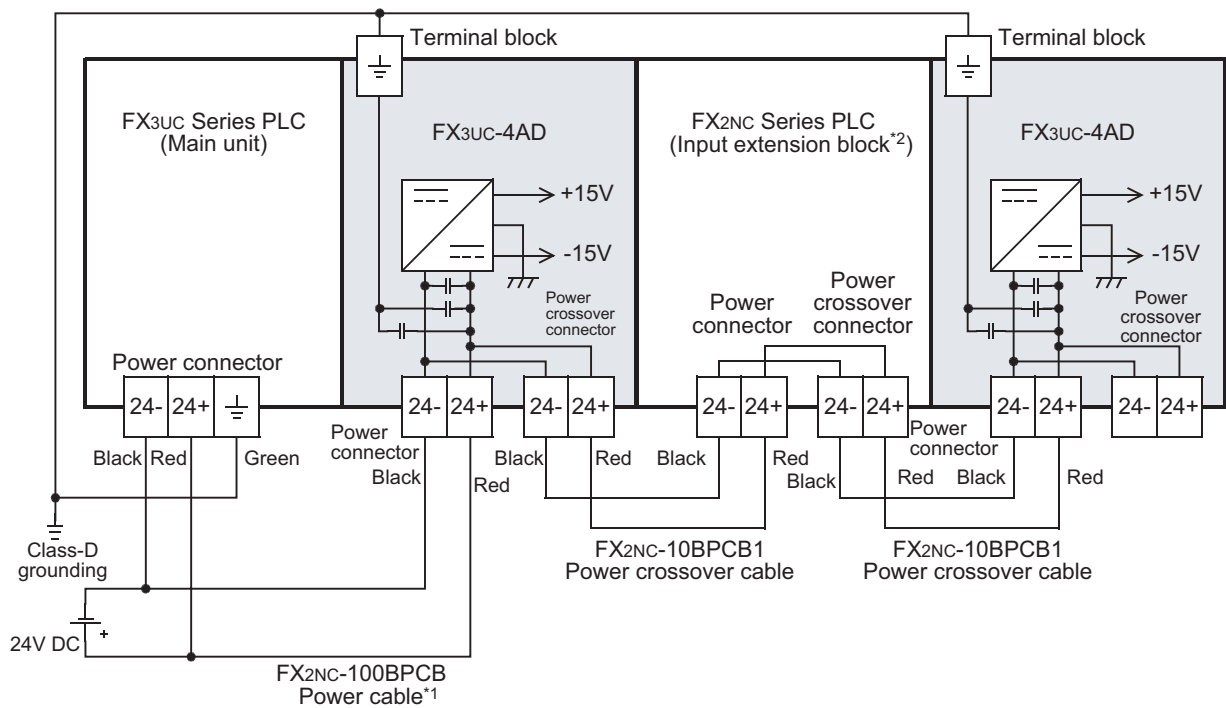 Terminal block
Terminal block
FX3UC Series PLC
(Main unit)
FX3UC-4AD
FX2NC Series PLC
(Input extension block*2)
FX3UC-4AD
+15V
-15V
+15V
-15V
Power
crossover
connector
Power
connector
Power
crossover
connector
Power
crossover
connector
Power connector
24- 24+
24- 24+
24- 24+
24- 24+
24- 24+
24- 24+
24- 24+
Power
connector
Power
connector
Black Red Green
Black
Red
Black Red
Black Red
Black Red
Black Red
Class-D
grounding
FX2NC-10BPCB1
Power crossover cable
FX2NC-10BPCB1
Power crossover cable
24V DC
+
FX2NC-100BPCB
Power cable*1